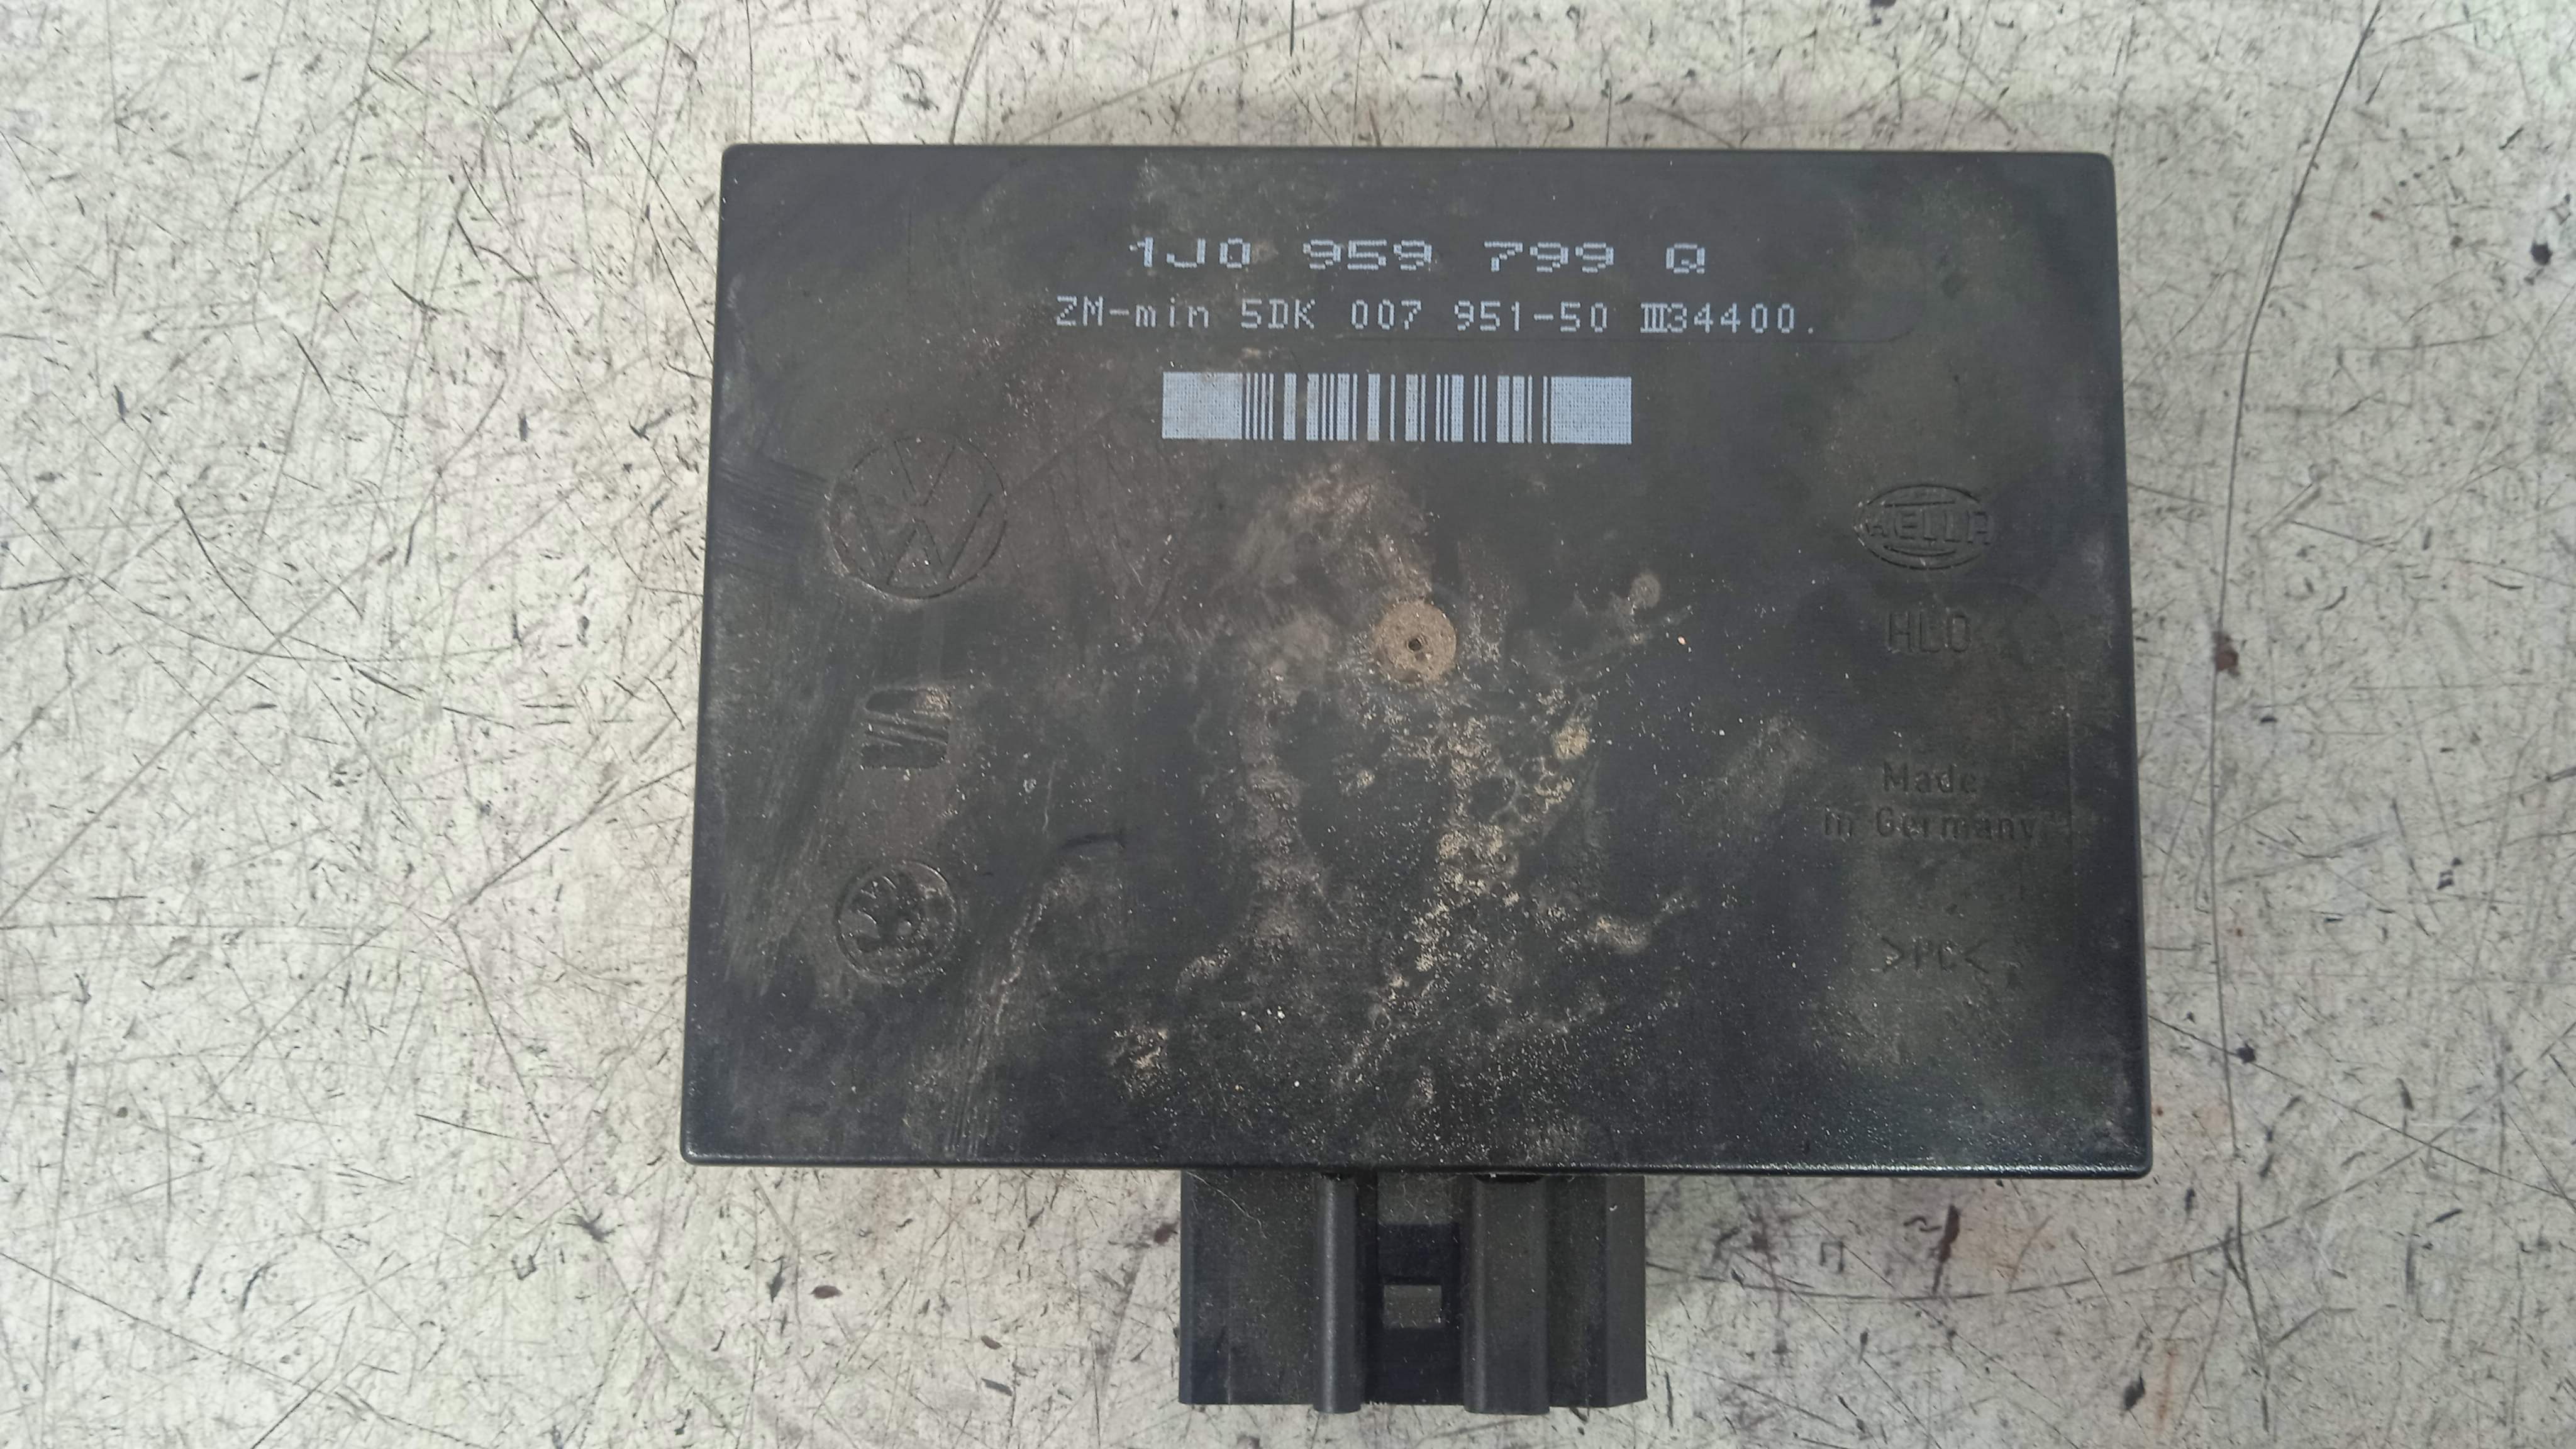 1J0 959 799 Q
ZM-min 5DK 007 951-50 III34400.
HELLA
HLO
Made
in Germany
>PC<